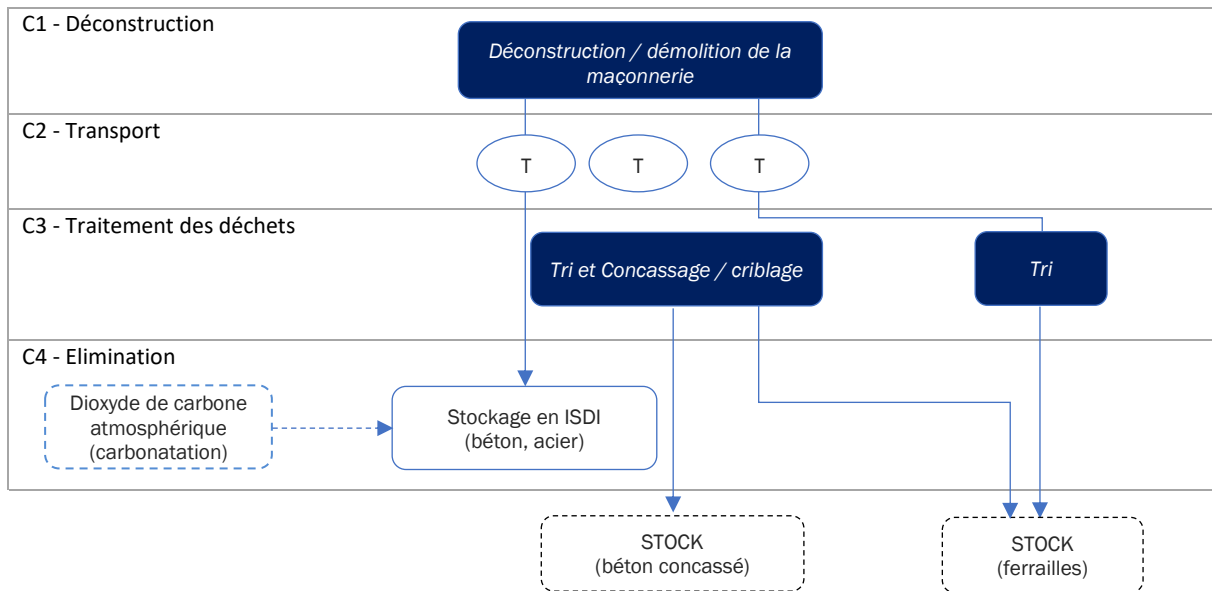 C1 - Déconstruction
Déconstruction / démolition de la
maçonnerie
C2 - Transport
T
T
T
C3 - Traitement des déchets
Tri et Concassage / criblage
Tri
C4 - Elimination
Dioxyde de carbone
atmosphérique
(carbonatation)
Stockage en ISDI
(béton, acier)
STOCK
(béton concassé)
STOCK
(ferrailles)